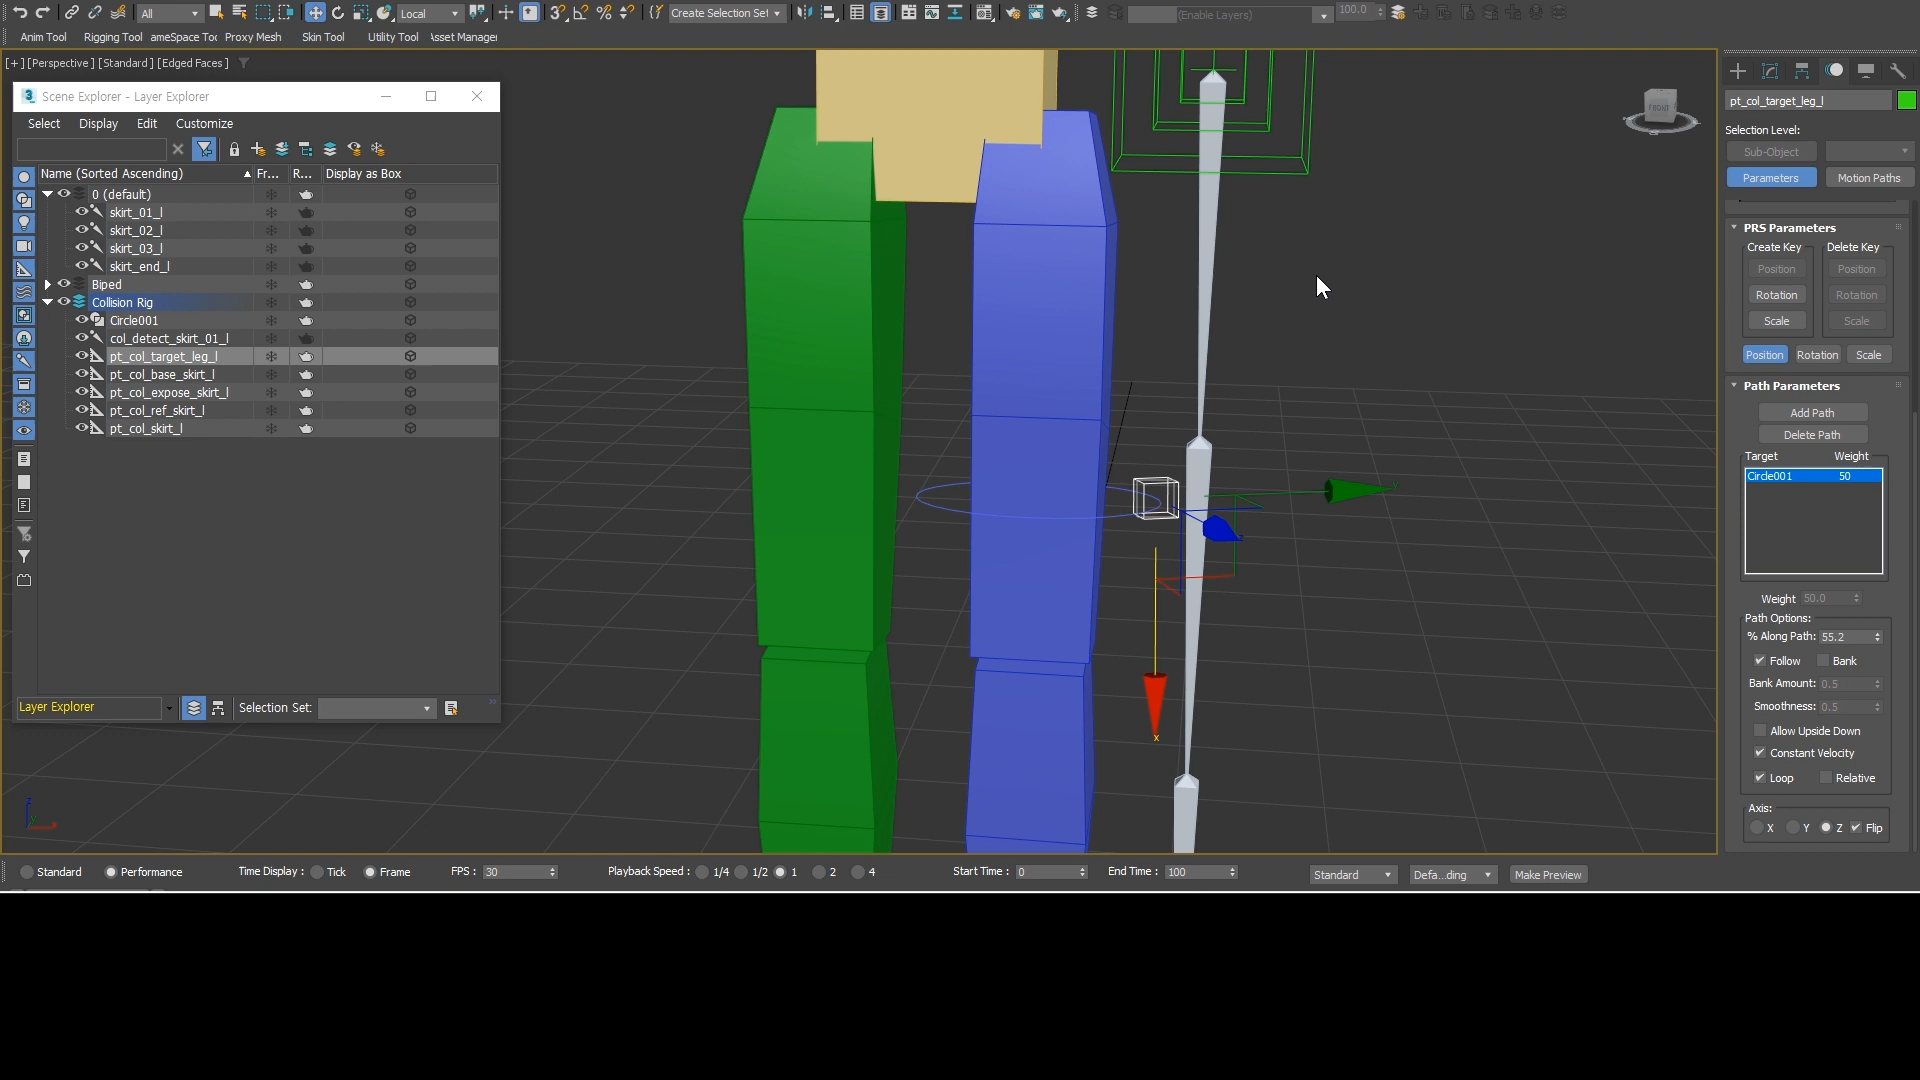 All
Local
Create Selection Set
(Enable Layers)
100.0
Anim Tool
Rigging Tool
ameSpace Toc
Proxy Mesh
Skin Tool
Utility Tool
Asset Manager
[+] [Perspective ] [Standard ] [Edged Faces ]
3 Scene Explorer - Layer Explorer
Select Display Edit Customize
Name (Sorted Ascending) Fr... R... Display as Box
0 (default)
skirt_01_l
skirt_02_l
skirt_03_l
skirt_end_l
Biped
Collision Rig
Circle001
col_detect_skirt_01_l
pt_col_target_leg_l
pt_col_base_skirt_l
pt_col_expose_skirt_l
pt_col_ref_skirt_l
pt_col_skirt_l
Layer Explorer
Selection Set:
FRONT
x
z
y
pt_col_target_leg_l
Selection Level:
Sub-Object
Parameters Motion Paths
PRS Parameters
Create Key Delete Key
Position Position
Rotation Rotation
Scale Scale
Position Rotation Scale
Path Parameters
Add Path
Delete Path
Target Weight
Circle001 50
Weight 50.0
Path Options:
% Along Path: 55.2
Follow Bank
Bank Amount: 0.5
Smoothness: 0.5
Allow Upside Down
Constant Velocity
Loop Relative
Axis:
X Y Z Flip
Standard Performance Time Display : Tick Frame FPS : 30 Playback Speed : 1/4 1/2 1 2 4 Start Time : 0 End Time : 100 Standard Defa...ding Make Preview